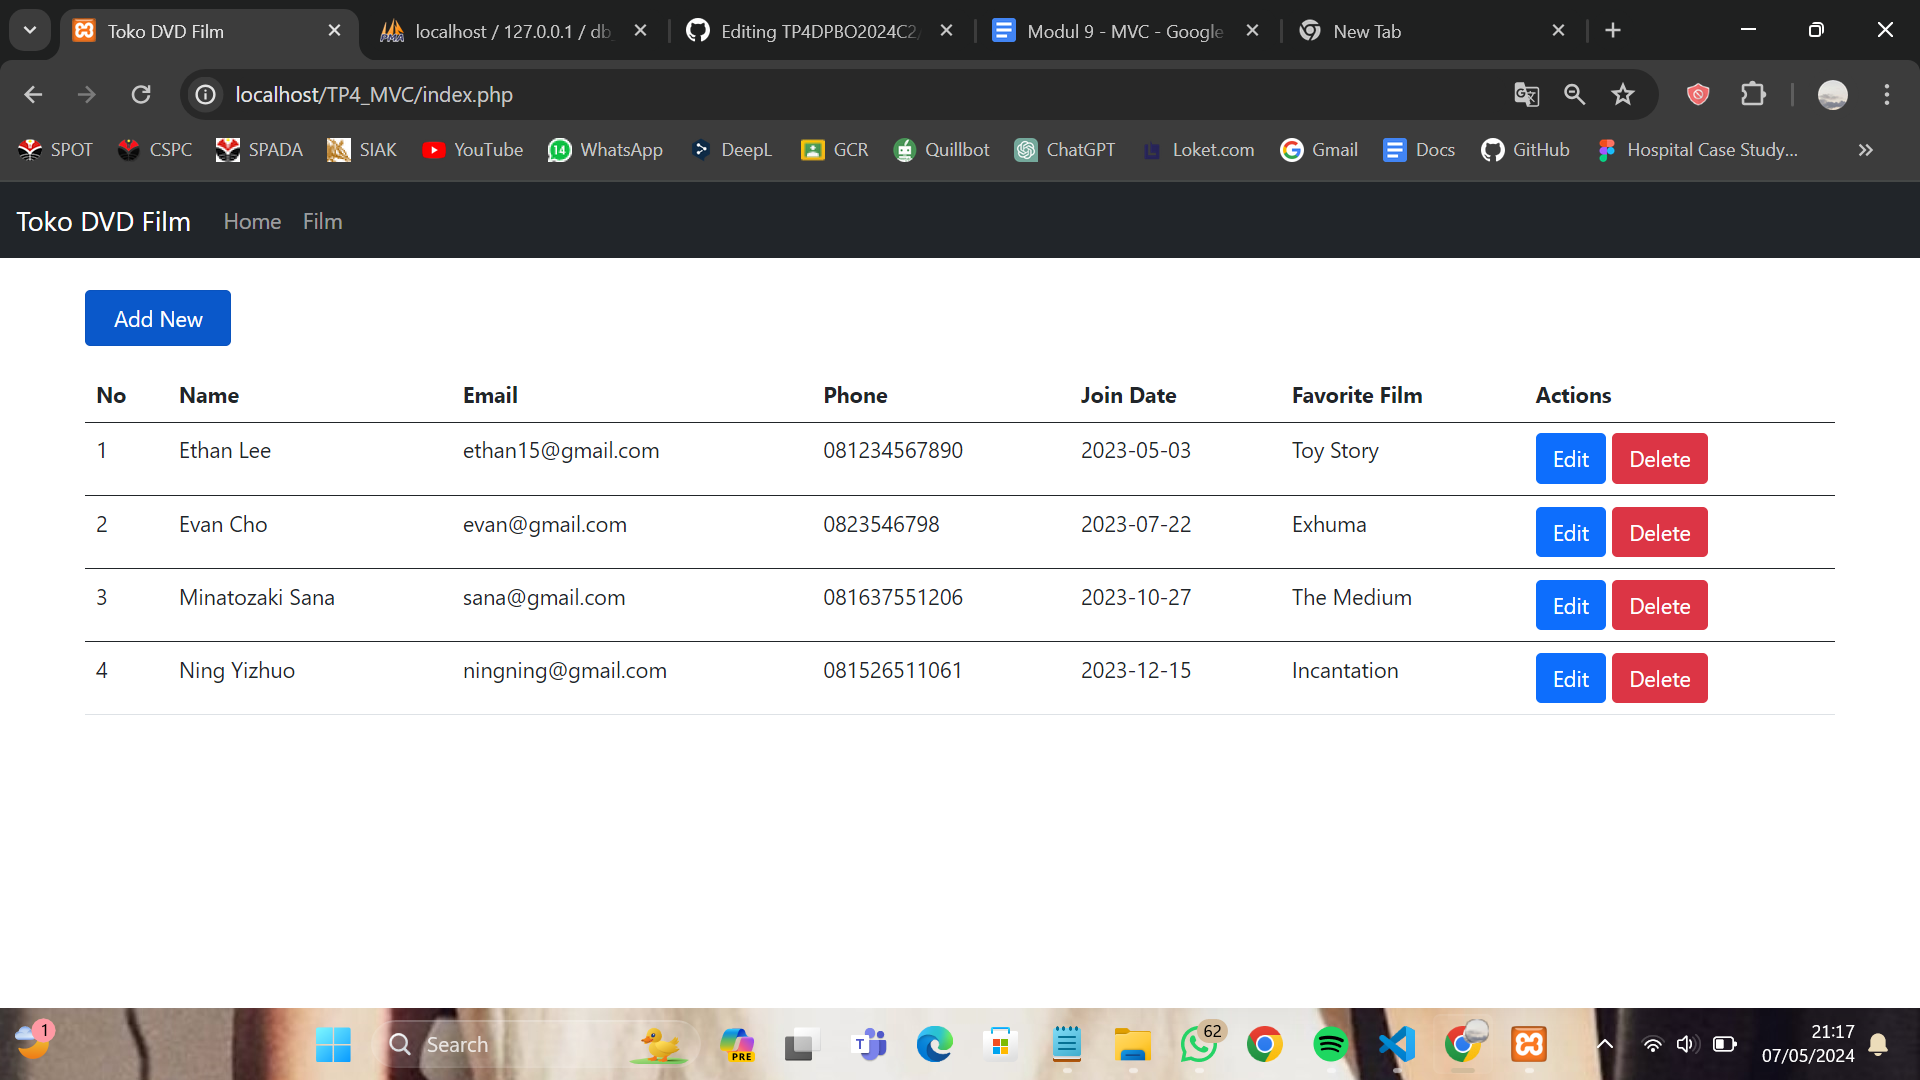 Toko DVD Film
localhost / 127.0.0.1 / db
Editing TP4DPBO2024C2/
Modul 9 - MVC - Google
New Tab
localhost/TP4_MVC/index.php
SPOT CSPC SPADA SIAK YouTube 14 WhatsApp DeepL GCR Quillbot ChatGPT Loket.com Gmail Docs GitHub Hospital Case Study...
Toko DVD Film Home Film
Add New
No Name Email Phone Join Date Favorite Film Actions
1 Ethan Lee ethan15@gmail.com 081234567890 2023-05-03 Toy Story Edit Delete
2 Evan Cho evan@gmail.com 0823546798 2023-07-22 Exhuma Edit Delete
3 Minatozaki Sana sana@gmail.com 081637551206 2023-10-27 The Medium Edit Delete
4 Ning Yizhuo ningning@gmail.com 081526511061 2023-12-15 Incantation Edit Delete
1
Search
PRE
62
21:17
07/05/2024